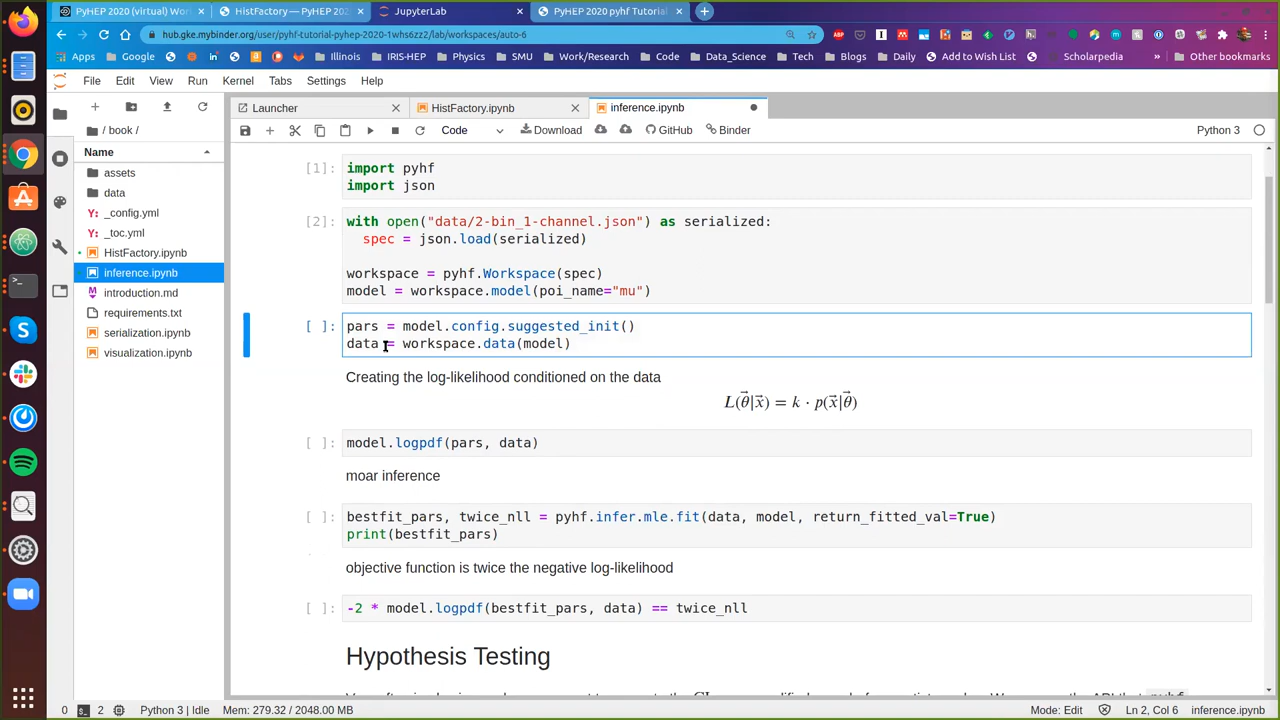 PyHEP 2020 (virtual) Wor
HistFactory — PyHEP 202
JupyterLab
PyHEP 2020 pyhf Tutorial
hub.gke.mybinder.org/user/pyhf-tutorial-pyhep-2020-1whs6zz2/lab/workspaces/auto-6
Apps Google Illinois IRIS-HEP Physics SMU Work/Research Code Data_Science Tech Blogs Daily Add to Wish List Scholarpedia » Other bookmarks
File Edit View Run Kernel Tabs Settings Help
Launcher HistFactory.ipynb inference.ipynb
Code Download GitHub Binder Python 3
/ book /
Name
assets
data
_config.yml
_toc.yml
HistFactory.ipynb
inference.ipynb
introduction.md
requirements.txt
serialization.ipynb
visualization.ipynb
[1]: import pyhf
import json
[2]: with open("data/2-bin_1-channel.json") as serialized:
spec = json.load(serialized)
workspace = pyhf.Workspace(spec)
model = workspace.model(poi_name="mu")
[ ]: pars = model.config.suggested_init()
data = workspace.data(model)
Creating the log-likelihood conditioned on the data
L(θ⃗|x⃗) = k · p(x⃗|θ⃗)
[ ]: model.logpdf(pars, data)
moar inference
[ ]: bestfit_pars, twice_nll = pyhf.infer.mle.fit(data, model, return_fitted_val=True)
print(bestfit_pars)
objective function is twice the negative log-likelihood
[ ]: -2 * model.logpdf(bestfit_pars, data) == twice_nll
Hypothesis Testing
0 2 Python 3 | Idle Mem: 279.32 / 2048.00 MB Mode: Edit Ln 2, Col 6 inference.ipynb